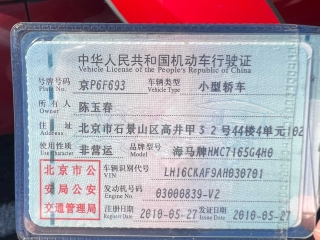 中华人民共和国机动车行驶证
Vehicle License of the People's Republic of China
号牌号码 京P6F693 车辆类型 小型轿车
Plate No. Vehicle Type
所有人 陈玉春
Owner
住址 北京市石景山区高井甲32号44楼4单元102
Address
使用性质 非营运 品牌型号 海马牌HMC7165G4H0
Use Character Model
北京市公
安局公安
交通管理局
车辆识别代号 LH16CKAF9AH030701
VIN
发动机号码 03000839-V2
Engine No.
注册日期 2010-05-27 发证日期 2010-05-27
Register Date Issue Date